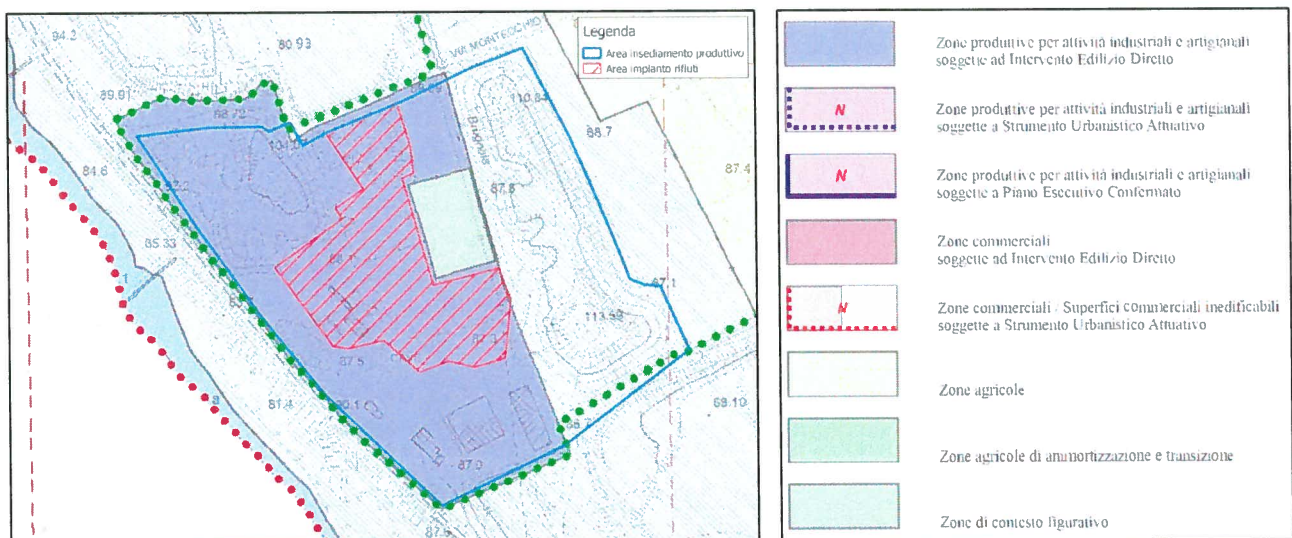 Legenda
Area insediamento produttivo
Area impianto rifiuti
VIA MONTECCHIO
Brugnola
84.2
80.93
89.91
88.72
110.84
88.7
87.4
84.6
87.8
85.33
87.1
113.59
87.5
81.4
69.10
87.0
Zone produttive per attività industriali e artigianali
soggette ad Intervento Edilizio Diretto
N
Zone produttive per attività industriali e artigianali
soggette a Strumento Urbanistico Attuativo
N
Zone produttive per attività industriali e artigianali
soggette a Piano Esecutivo Confermato
Zone commerciali
soggette ad Intervento Edilizio Diretto
N
Zone commerciali - Superfici commerciali inedificabili
soggette a Strumento Urbanistico Attuativo
Zone agricole
Zone agricole di ammortizzazione e transizione
Zone di contesto figurativo